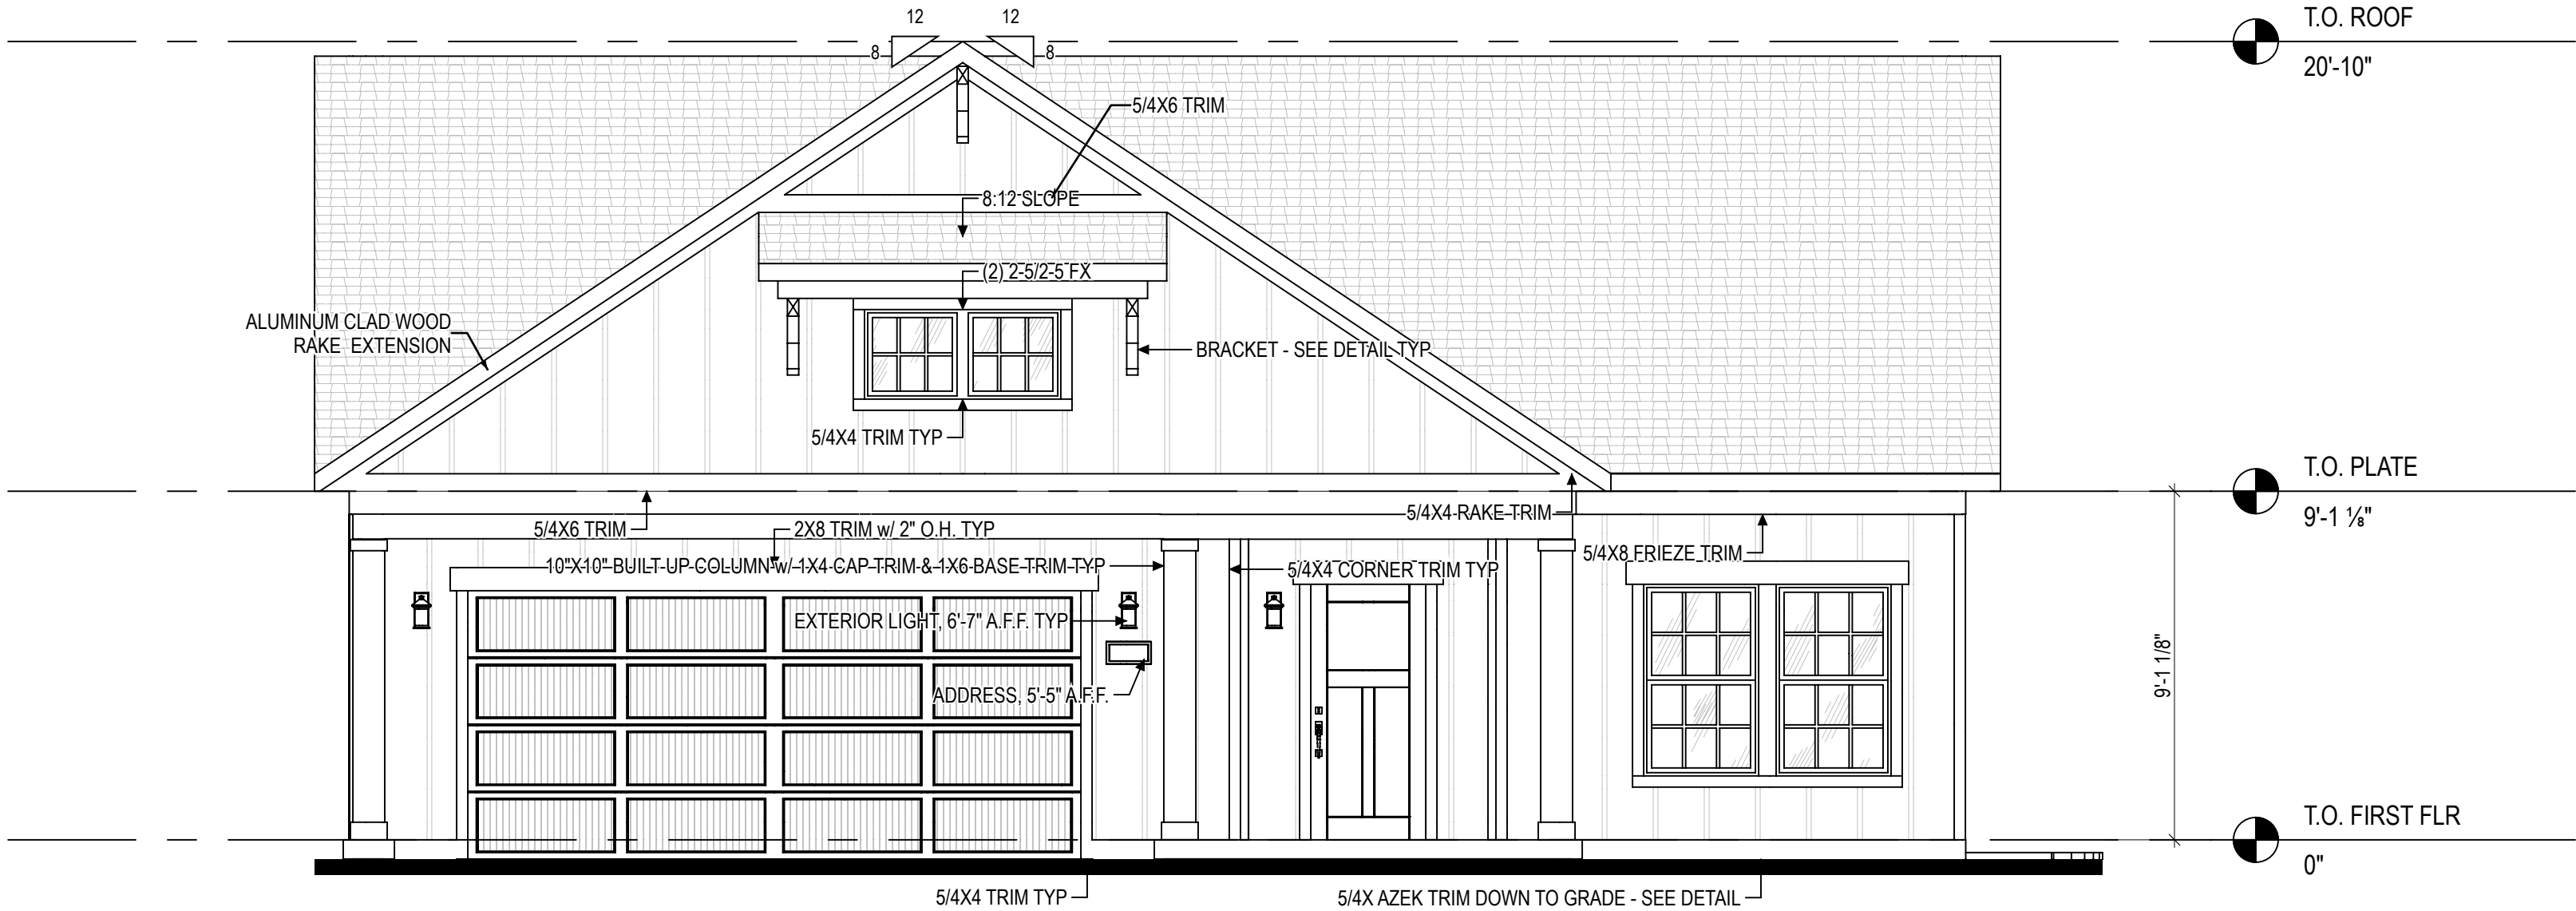 12
12
T.O. ROOF
8
8
20'-10"
5/4X6 TRIM
8:12 SLOPE
(2) 2-5/2-5 FX
ALUMINUM CLAD WOOD
RAKE EXTENSION
BRACKET - SEE DETAIL TYP
5/4X4 TRIM TYP
T.O. PLATE
9'-1 ⅛"
5/4X6 TRIM
2X8 TRIM w/ 2" O.H. TYP
5/4X4 RAKE TRIM
5/4X8 FRIEZE TRIM
10"X10" BUILT UP COLUMN w/ 1X4 CAP TRIM & 1X6 BASE TRIM TYP
5/4X4 CORNER TRIM TYP
EXTERIOR LIGHT, 6'-7" A.F.F. TYP
9'-1 1/8"
ADDRESS, 5'-5" A.F.F.
T.O. FIRST FLR
0"
5/4X4 TRIM TYP
5/4X AZEK TRIM DOWN TO GRADE - SEE DETAIL